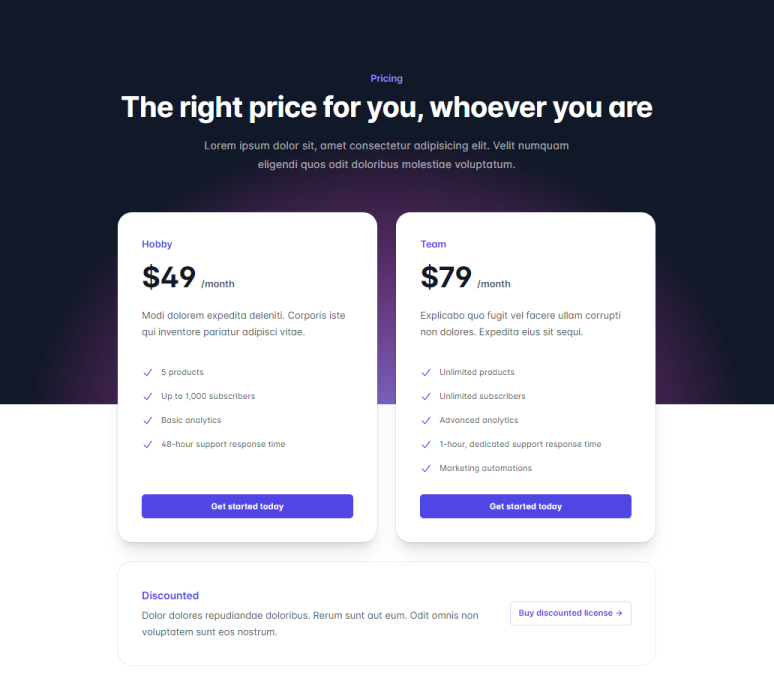 Pricing
The right price for you, whoever you are
Lorem ipsum dolor sit, amet consectetur adipisicing elit. Velit numquam
eligendi quos odit doloribus molestiae voluptatum.
Hobby
$49 /month
Modi dolorem expedita deleniti. Corporis iste
qui inventore pariatur adipisci vitae.
5 products
Up to 1,000 subscribers
Basic analytics
48-hour support response time
Get started today
Team
$79 /month
Explicabo quo fugit vel facere ullam corrupti
non dolores. Expedita eius sit sequi.
Unlimited products
Unlimited subscribers
Advanced analytics
1-hour, dedicated support response time
Marketing automations
Get started today
Discounted
Dolor dolores repudiandae doloribus. Rerum sunt aut eum. Odit omnis non
voluptatem sunt eos nostrum.
Buy discounted license →